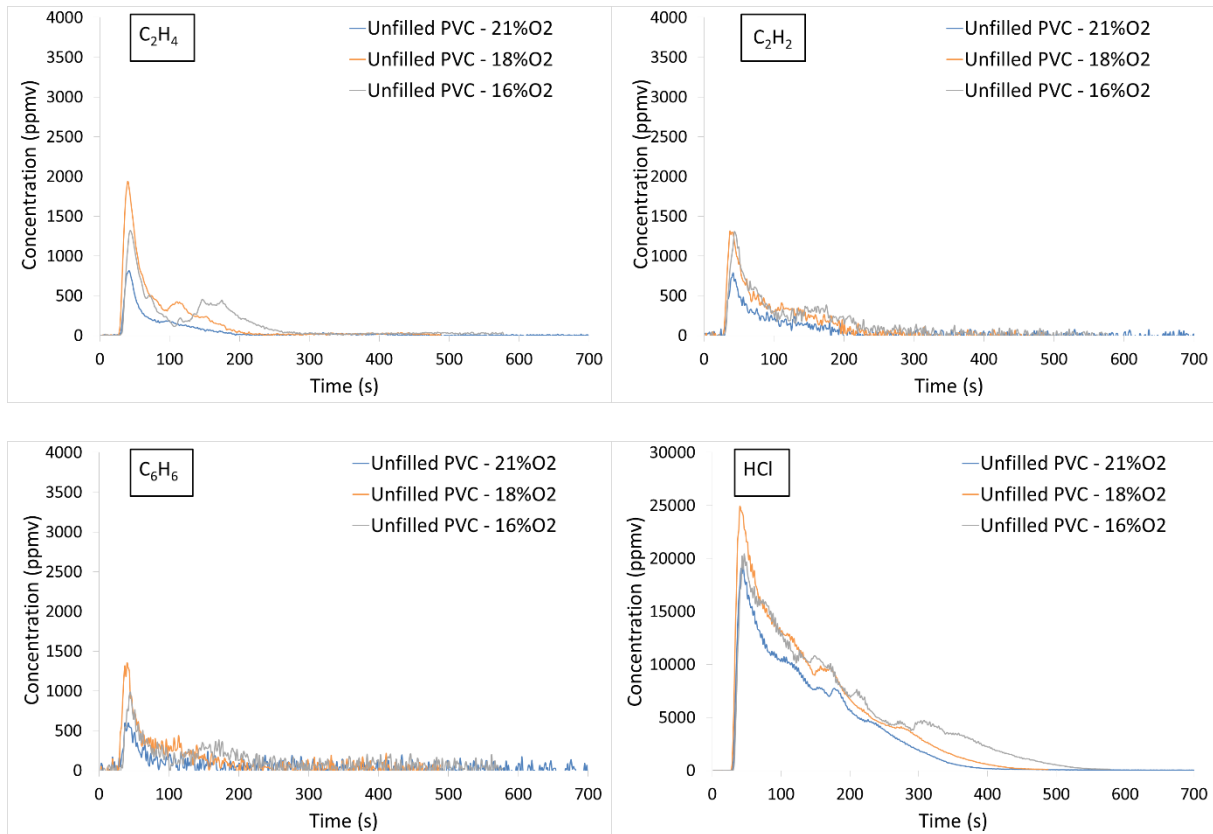 C₂H₄
Unfilled PVC - 21%O2
Unfilled PVC - 18%O2
Unfilled PVC - 16%O2
4000
3500
3000
2500
2000
1500
1000
500
0
Concentration (ppmv)
0 100 200 300 400 500 600 700
Time (s)
C₂H₂
Unfilled PVC - 21%O2
Unfilled PVC - 18%O2
Unfilled PVC - 16%O2
4000
3500
3000
2500
2000
1500
1000
500
0
Concentration (ppmv)
0 100 200 300 400 500 600 700
Time (s)
C₆H₆
Unfilled PVC - 21%O2
Unfilled PVC - 18%O2
Unfilled PVC - 16%O2
4000
3500
3000
2500
2000
1500
1000
500
0
Concentration (ppmv)
0 100 200 300 400 500 600 700
Time (s)
HCl
Unfilled PVC - 21%O2
Unfilled PVC - 18%O2
Unfilled PVC - 16%O2
30000
25000
20000
15000
10000
5000
0
Concentration (ppmv)
0 100 200 300 400 500 600 700
Time (s)